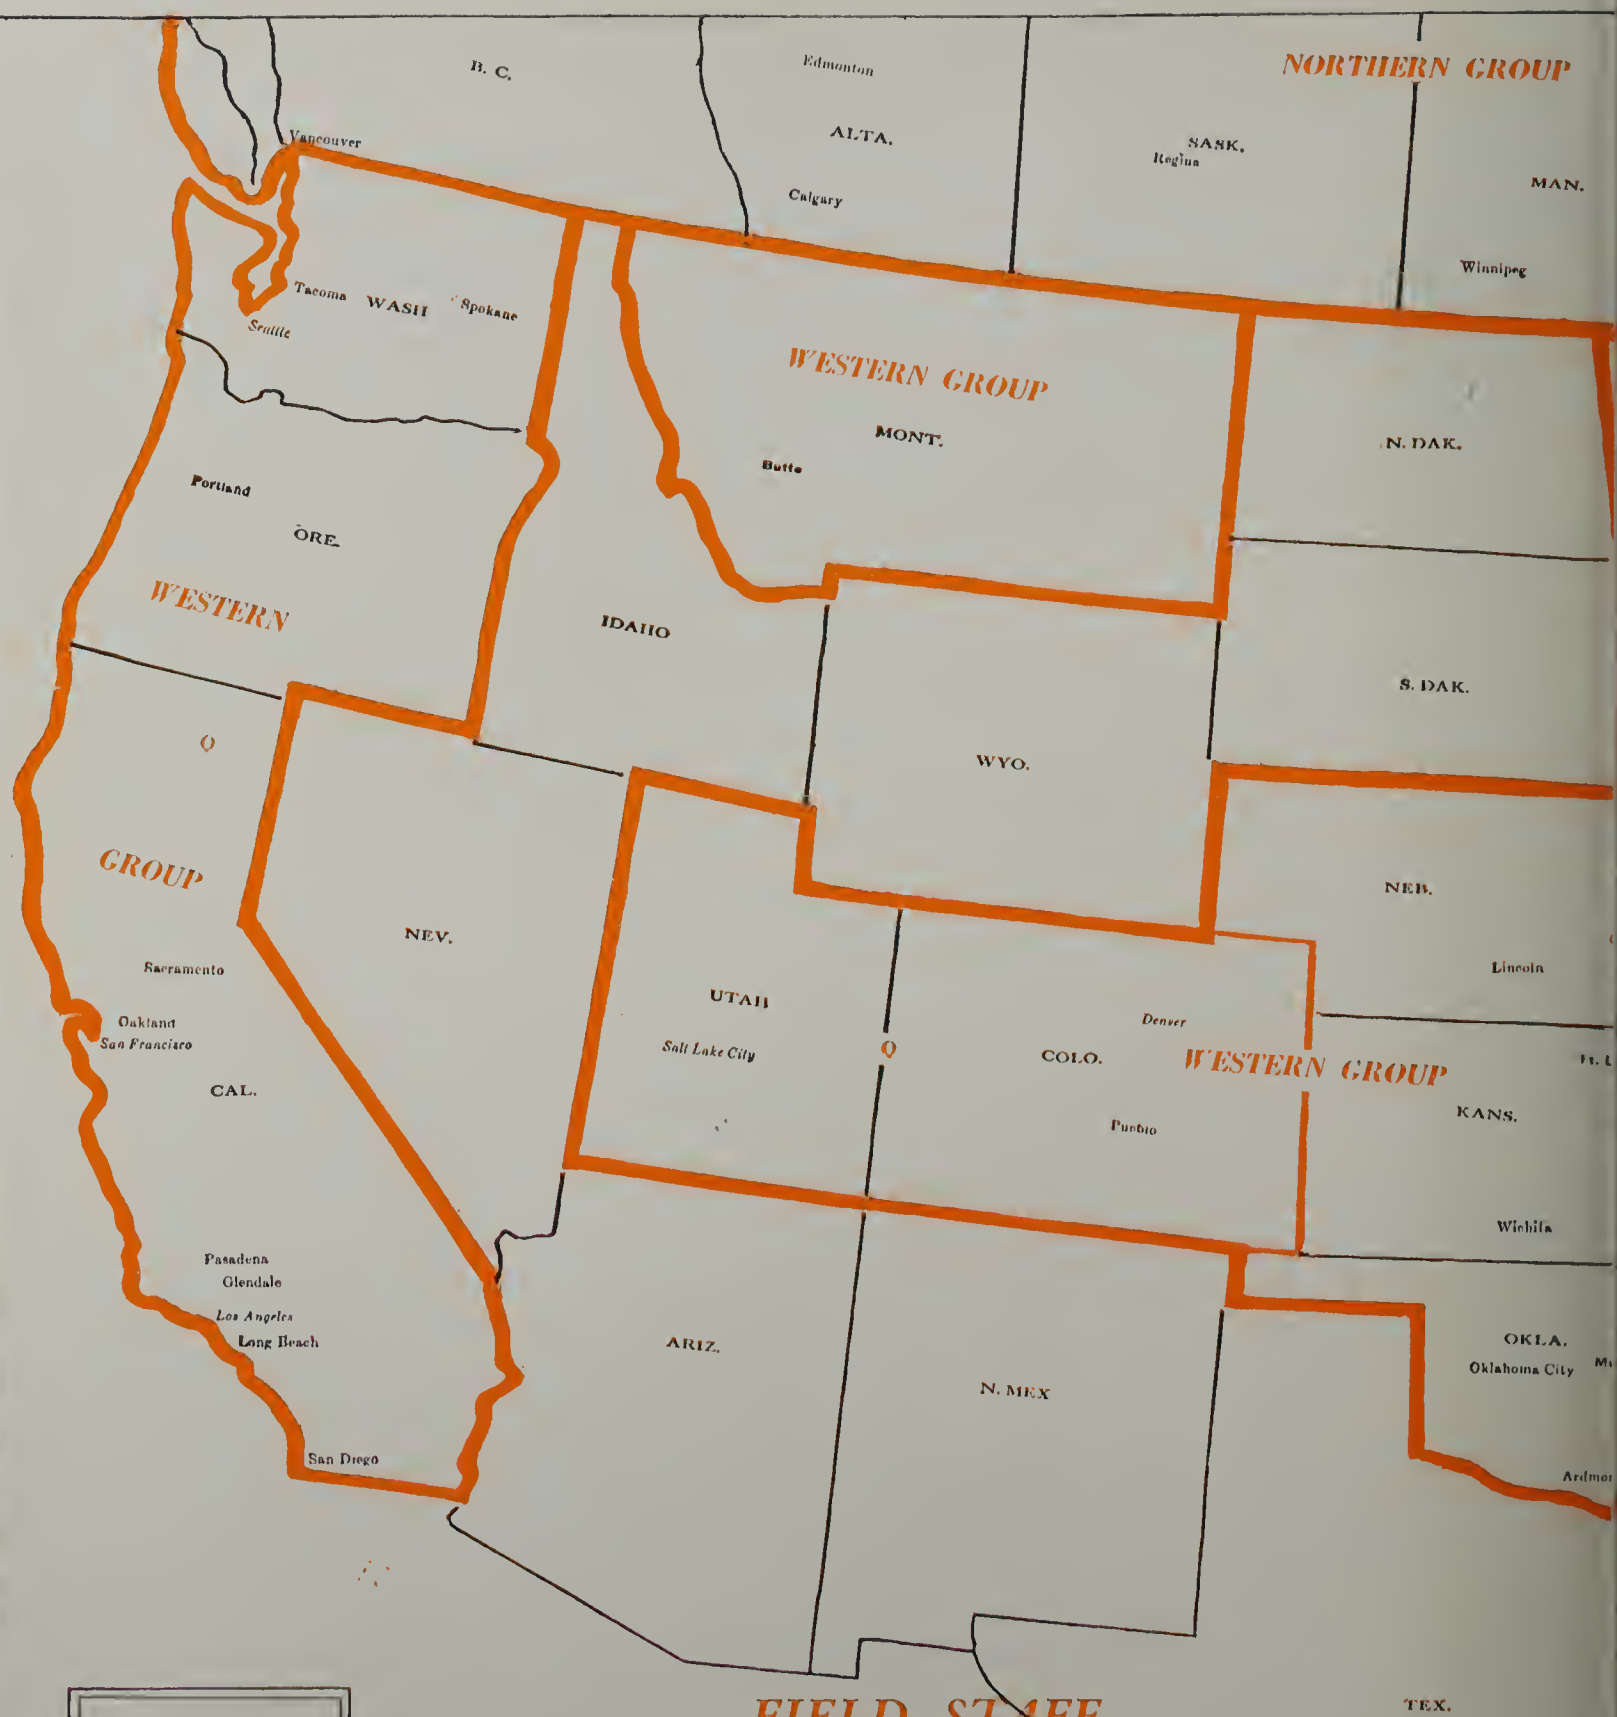 NORTHERN GROUP
B. C.
Edmonton
ALTA.
Calgary
SASK.
Regina
MAN.
Winnipeg
Vancouver
Tacoma
WASH
Spokane
Seattle
WESTERN GROUP
MONT.
Butte
N. DAK.
Portland
ORE.
WESTERN
IDAHO
S. DAK.
Q
WYO.
GROUP
NEB.
Lincoln
NEV.
Sacramento
Oakland
San Francisco
CAL.
UTAH
Salt Lake City
Q
Denver
COLO.
WESTERN GROUP
Pueblo
KANS.
Wichita
Pasadena
Glendale
Los Angeles
Long Beach
San Diego
ARIZ.
N. MEX
OKLA.
Oklahoma City
Ardmor
FIELD STAFF
TEX.